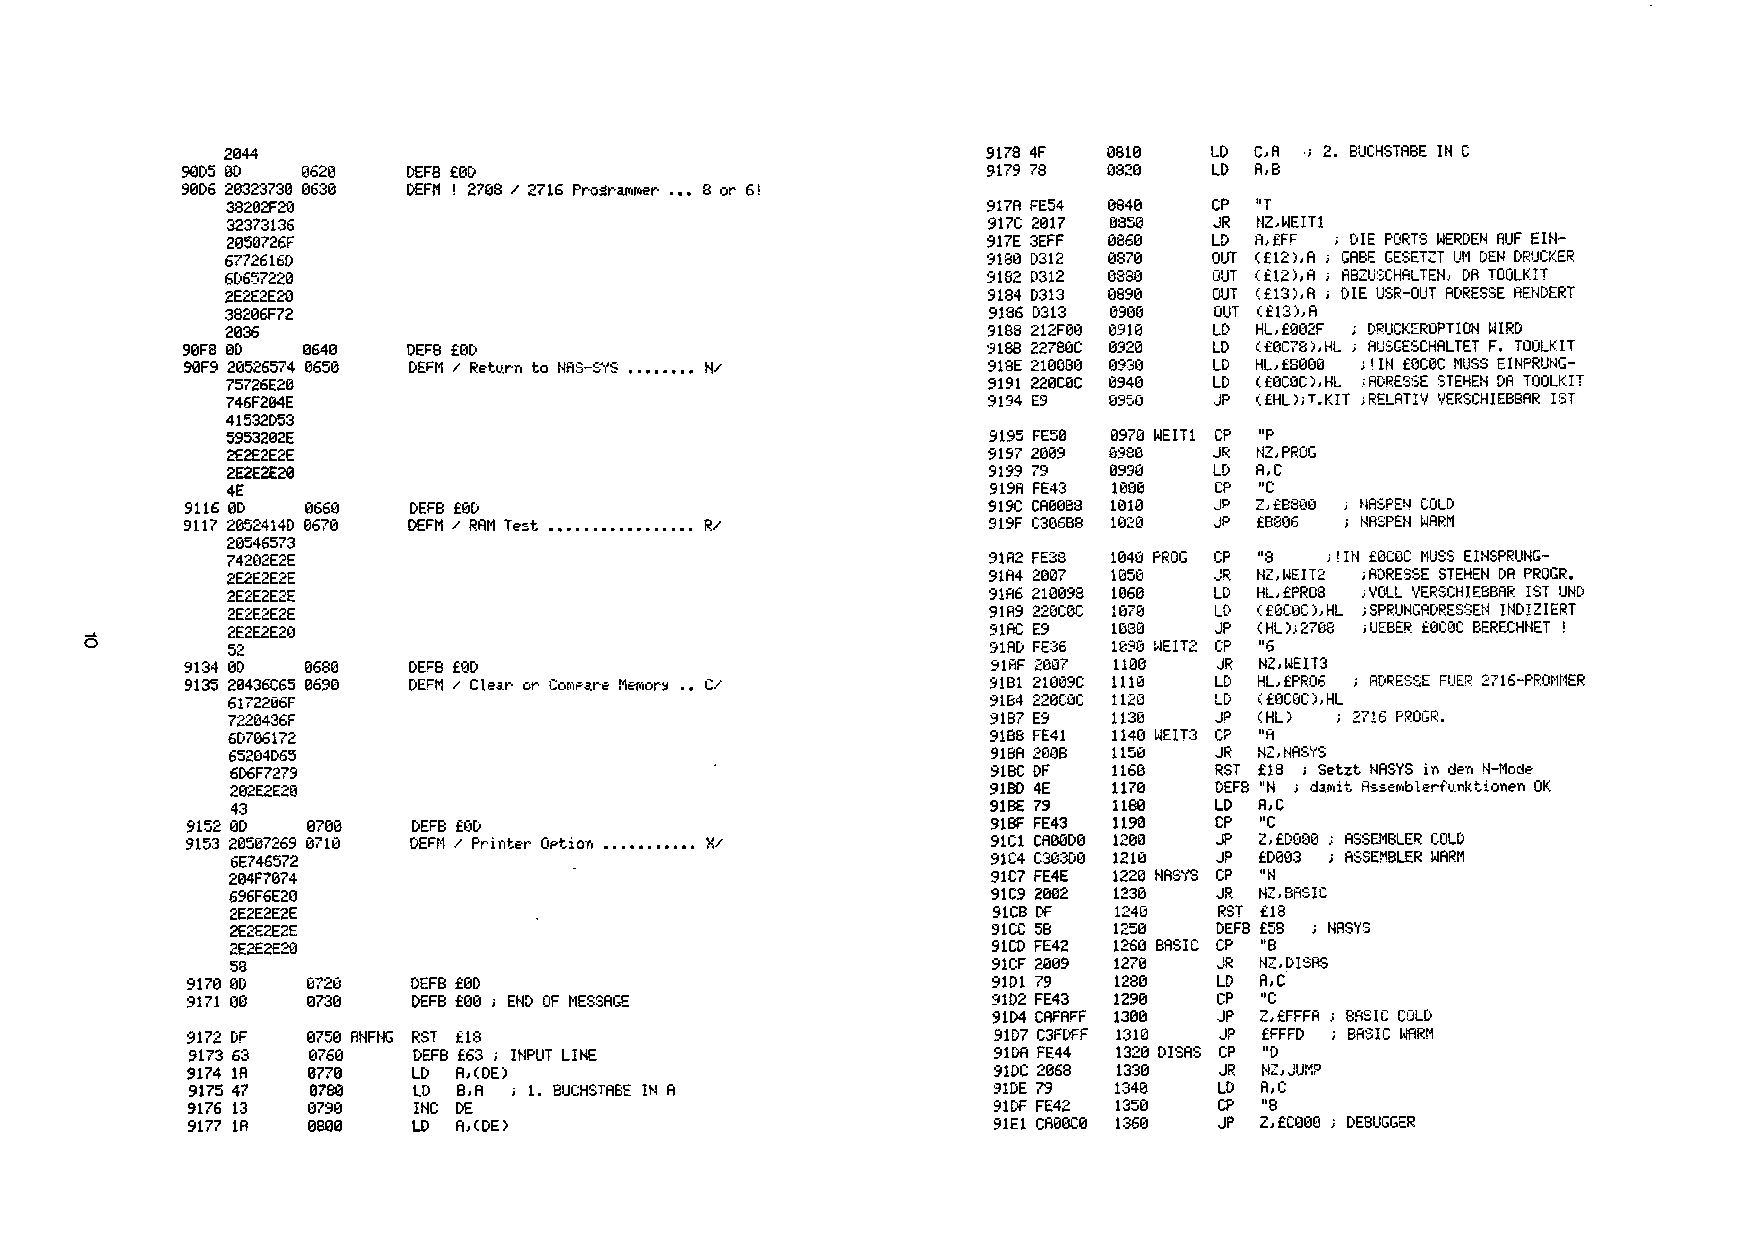 2044
90D5 0D 0620 DEFB £0D
90D6 20323730 0630 DEFM ! 2708 / 2716 Programmer ... 8 or 6!
38202F20
32373136
2050726F
6772616D
6D657220
2E2E2E20
38206F72
2036
90F8 0D 0640 DEFB £0D
90F9 20526574 0650 DEFM / Return to NAS-SYS ........ N/
75726E20
746F204E
41532D53
5953202E
2E2E2E2E
2E2E2E20
4E
9116 0D 0660 DEFB £0D
9117 2052414D 0670 DEFM / RAM Test ................. R/
20546573
74202E2E
2E2E2E2E
2E2E2E2E
2E2E2E2E
2E2E2E20
52
9134 0D 0680 DEFB £0D
9135 20436C65 0690 DEFM / Clear or Compare Memory .. C/
6172206F
7220436F
6D706172
65204D65
6D6F7279
202E2E20
43
9152 0D 0700 DEFB £0D
9153 20507269 0710 DEFM / Printer Option ........... X/
6E746572
204F7074
696F6E20
2E2E2E2E
2E2E2E2E
2E2E2E20
58
9170 0D 0720 DEFB £0D
9171 00 0730 DEFB £00 ; END OF MESSAGE
9172 DF 0750 ANFNG RST £18
9173 63 0760 DEFB £63 ; INPUT LINE
9174 1A 0770 LD A,(DE)
9175 47 0780 LD B,A ; 1. BUCHSTABE IN A
9176 13 0790 INC DE
9177 1A 0800 LD A,(DE)
10
9178 4F 0810 LD C,A ; 2. BUCHSTABE IN C
9179 78 0820 LD A,B
917A FE54 0840 CP "T
917C 2017 0850 JR NZ,WEIT1
917E 3EFF 0860 LD A,£FF ; DIE PORTS WERDEN AUF EIN-
9180 D312 0870 OUT (£12),A ; GABE GESETZT UM DEN DRUCKER
9182 D312 0880 OUT (£12),A ; ABZUSCHALTEN, DA TOOLKIT
9184 D313 0890 OUT (£13),A ; DIE USR-OUT ADRESSE AENDERT
9186 D313 0900 OUT (£13),A
9188 212F00 0910 LD HL,£002F ; DRUCKEROPTION WIRD
918B 22780C 0920 LD (£0C78),HL ; AUSGESCHALTET F. TOOLKIT
918E 2100B0 0930 LD HL,£B000 ;!IN £0C0C MUSS EINPRUNG-
9191 220C0C 0940 LD (£0C0C),HL ;ADRESSE STEHEN DA TOOLKIT
9194 E9 0950 JP (£HL);T.KIT ;RELATIV VERSCHIEBBAR IST
9195 FE50 0970 WEIT1 CP "P
9197 2009 0980 JR NZ,PROG
9199 79 0990 LD A,C
919A FE43 1000 CP "C
919C CA00B8 1010 JP Z,£B800 ; NASPEN COLD
919F C306B8 1020 JP £B806 ; NASPEN WARM
91A2 FE38 1040 PROG CP "8 ;!IN £0C0C MUSS EINSPRUNG-
91A4 2007 1050 JR NZ,WEIT2 ;ADRESSE STEHEN DA PROGR.
91A6 210098 1060 LD HL,£PRO8 ;VOLL VERSCHIEBBAR IST UND
91A9 220C0C 1070 LD (£0C0C),HL ;SPRUNGADRESSEN INDIZIERT
91AC E9 1080 JP (HL);2708 ;UEBER £0C0C BERECHNET !
91AD FE36 1090 WEIT2 CP "6
91AF 2007 1100 JR NZ,WEIT3
91B1 21009C 1110 LD HL,£PRO6 ; ADRESSE FUER 2716-PROMMER
91B4 220C0C 1120 LD (£0C0C),HL
91B7 E9 1130 JP (HL) ; 2716 PROGR.
91B8 FE41 1140 WEIT3 CP "A
91BA 200B 1150 JR NZ,NASYS
91BC DF 1160 RST £18 ; Setzt NASYS in den N-Mode
91BD 4E 1170 DEFB "N ; damit Assemblerfunktionen OK
91BE 79 1180 LD A,C
91BF FE43 1190 CP "C
91C1 CA00D0 1200 JP Z,£D000 ; ASSEMBLER COLD
91C4 C303D0 1210 JP £D003 ; ASSEMBLER WARM
91C7 FE4E 1220 NASYS CP "N
91C9 2002 1230 JR NZ,BASIC
91CB DF 1240 RST £18
91CC 5B 1250 DEFB £5B ; NASYS
91CD FE42 1260 BASIC CP "B
91CF 2009 1270 JR NZ,DISAS
91D1 79 1280 LD A,C
91D2 FE43 1290 CP "C
91D4 CAFAFF 1300 JP Z,£FFFA ; BASIC COLD
91D7 C3FDFF 1310 JP £FFFD ; BASIC WARM
91DA FE44 1320 DISAS CP "D
91DC 2068 1330 JR NZ,JUMP
91DE 79 1340 LD A,C
91DF FE42 1350 CP "B
91E1 CA00C0 1360 JP Z,£C000 ; DEBUGGER